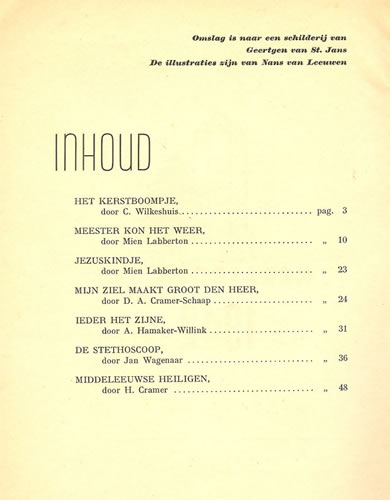 Omslag is naar een schilderij van
Geertgen van St. Jans
De illustraties zijn van Nans van Leeuwen
INHOUD
HET KERSTBOOMPJE,
door C. Wilkeshuis .............................. pag. 3
MEESTER KON HET WEER,
door Mien Labberton .............................. „ 10
JEZUSKINDJE,
door Mien Labberton .............................. „ 23
MIJN ZIEL MAAKT GROOT DEN HEER,
door D. A. Cramer-Schaap .............................. „ 24
IEDER HET ZIJNE,
door A. Hamaker-Willink .............................. „ 31
DE STETHOSCOOP,
door Jan Wagenaar .............................. „ 36
MIDDELEEUWSE HEILIGEN,
door H. Cramer .............................. „ 48